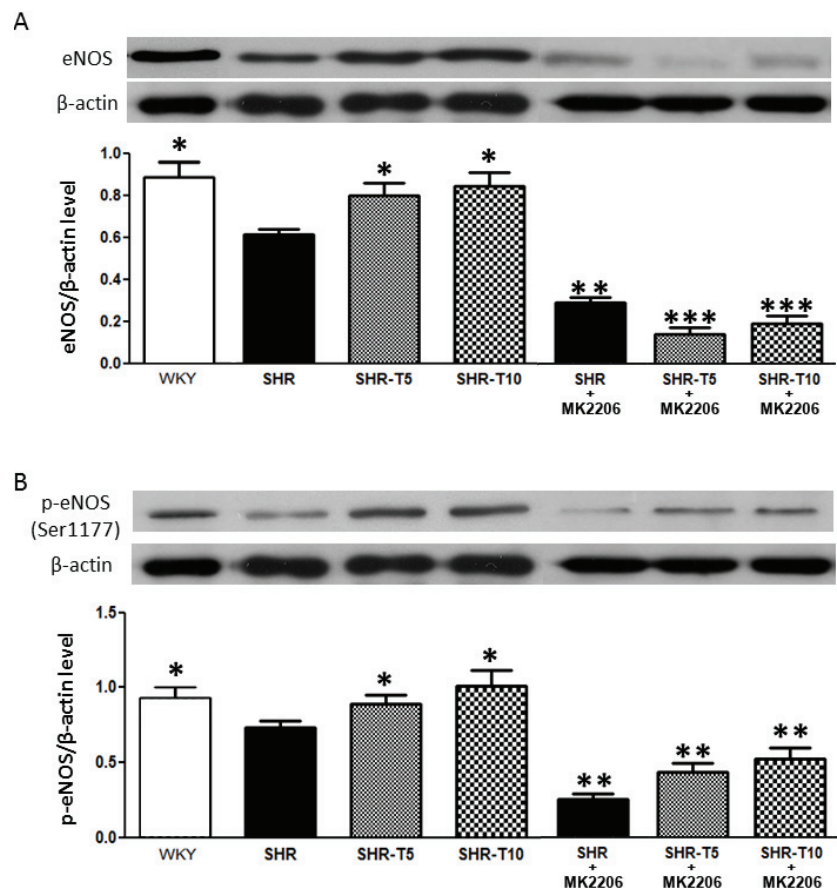 A
eNOS
β-actin
eNOS/β-actin level
1.0
0.8
0.6
0.4
0.2
0.0
* * * ** *** ***
WKY SHR SHR-T5 SHR-T10 SHR + MK2206 SHR-T5 + MK2206 SHR-T10 + MK2206
B
p-eNOS
(Ser1177)
β-actin
p-eNOS/β-actin level
1.5
1.0
0.5
0.0
* * * ** ** **
WKY SHR SHR-T5 SHR-T10 SHR + MK2206 SHR-T5 + MK2206 SHR-T10 + MK2206